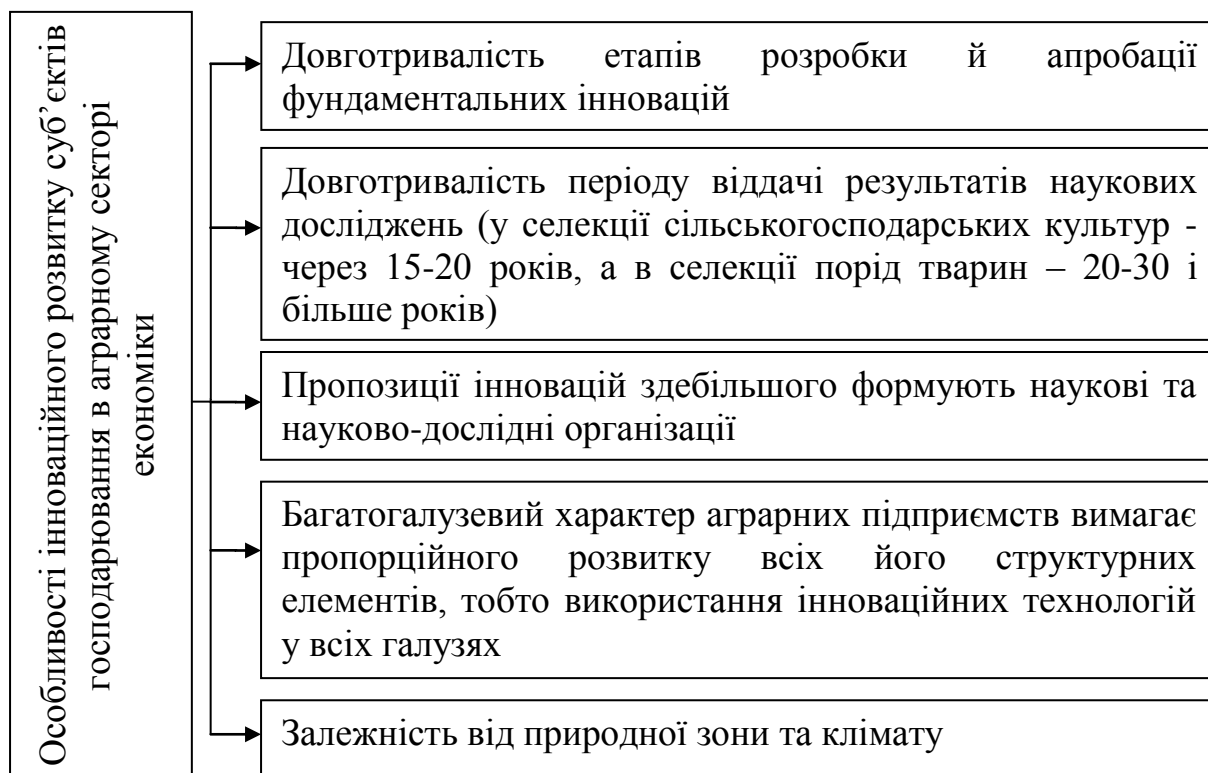 Особливості інноваційного розвитку суб’єктів
господарювання в аграрному секторі
економіки
Довготривалість етапів розробки й апробації
фундаментальних інновацій
Довготривалість періоду віддачі результатів наукових
досліджень (у селекції сільськогосподарських культур -
через 15-20 років, а в селекції порід тварин – 20-30 і
більше років)
Пропозиції інновацій здебільшого формують наукові та
науково-дослідні організації
Багатогалузевий характер аграрних підприємств вимагає
пропорційного розвитку всіх його структурних
елементів, тобто використання інноваційних технологій
у всіх галузях
Залежність від природної зони та клімату